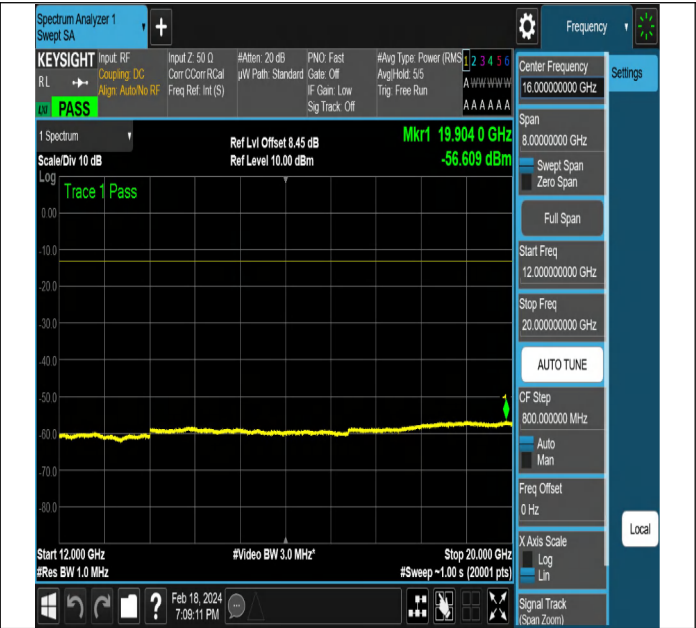 Spectrum Analyzer 1
Swept SA
Frequency
KEYSIGHT
RL
PASS
Input: RF
Coupling: DC
Align: Auto/No RF
Input Z: 50 Ω
Corr CCorr RCal
Freq Ref: Int (S)
#Atten: 20 dB
µW Path: Standard
PNO: Fast
Gate: Off
IF Gain: Low
Sig Track: Off
#Avg Type: Power (RMS
Avg|Hold: 5/5
Trig: Free Run
1 2 3 4 5 6
A W W W W W
A A A A A A
1 Spectrum
Scale/Div 10 dB
Ref Lvl Offset 8.45 dB
Ref Level 10.00 dBm
Mkr1 19.904 0 GHz
-56.609 dBm
Log
Trace 1 Pass
0.00
-10.0
-20.0
-30.0
-40.0
-50.0
-60.0
-70.0
-80.0
1
Start 12.000 GHz
#Res BW 1.0 MHz
#Video BW 3.0 MHz*
Stop 20.000 GHz
#Sweep ~1.00 s (20001 pts)
Feb 18, 2024
7:09:11 PM
?
Center Frequency
16.000000000 GHz
Settings
Span
8.00000000 GHz
Swept Span
Zero Span
Full Span
Start Freq
12.000000000 GHz
Stop Freq
20.000000000 GHz
AUTO TUNE
CF Step
800.000000 MHz
Auto
Man
Freq Offset
0 Hz
X Axis Scale
Log
Lin
Local
Signal Track
(Span Zoom)